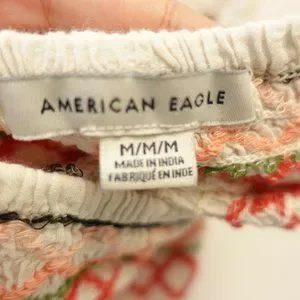 AMERICAN EAGLE
M/M/M
MADE IN INDIA
FABRIQUÉ EN INDE